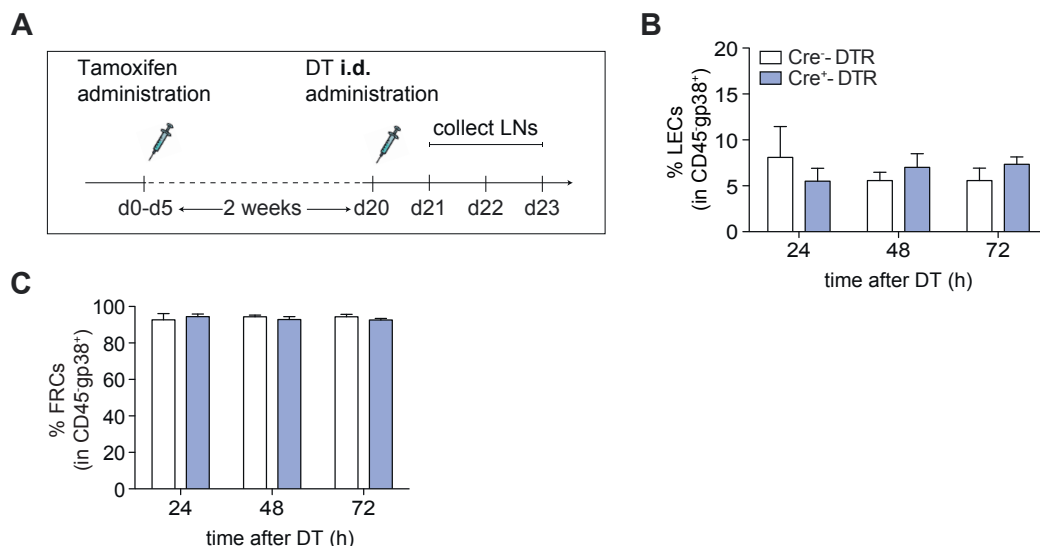 A
Tamoxifen
administration
DT i.d.
administration
collect LNs
d0-d5
2 weeks
d20
d21
d22
d23
B
% LECs
(in CD45⁻gp38⁺)
20
15
10
5
0
Cre⁻- DTR
Cre⁺- DTR
24
48
72
time after DT (h)
C
% FRCs
(in CD45⁻gp38⁺)
100
80
60
40
20
0
24
48
72
time after DT (h)